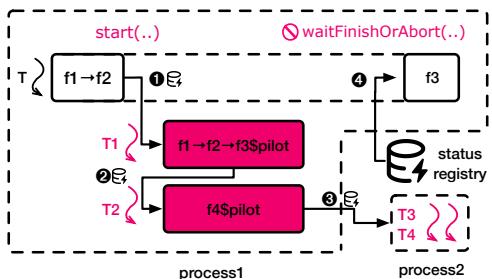 start(..)
waitFinishOrAbort(..)
T
f1→f2
❶
❹
f3
T1
f1→f2→f3$pilot
status
registry
❷
T2
f4$pilot
❸
T3
T4
process1
process2